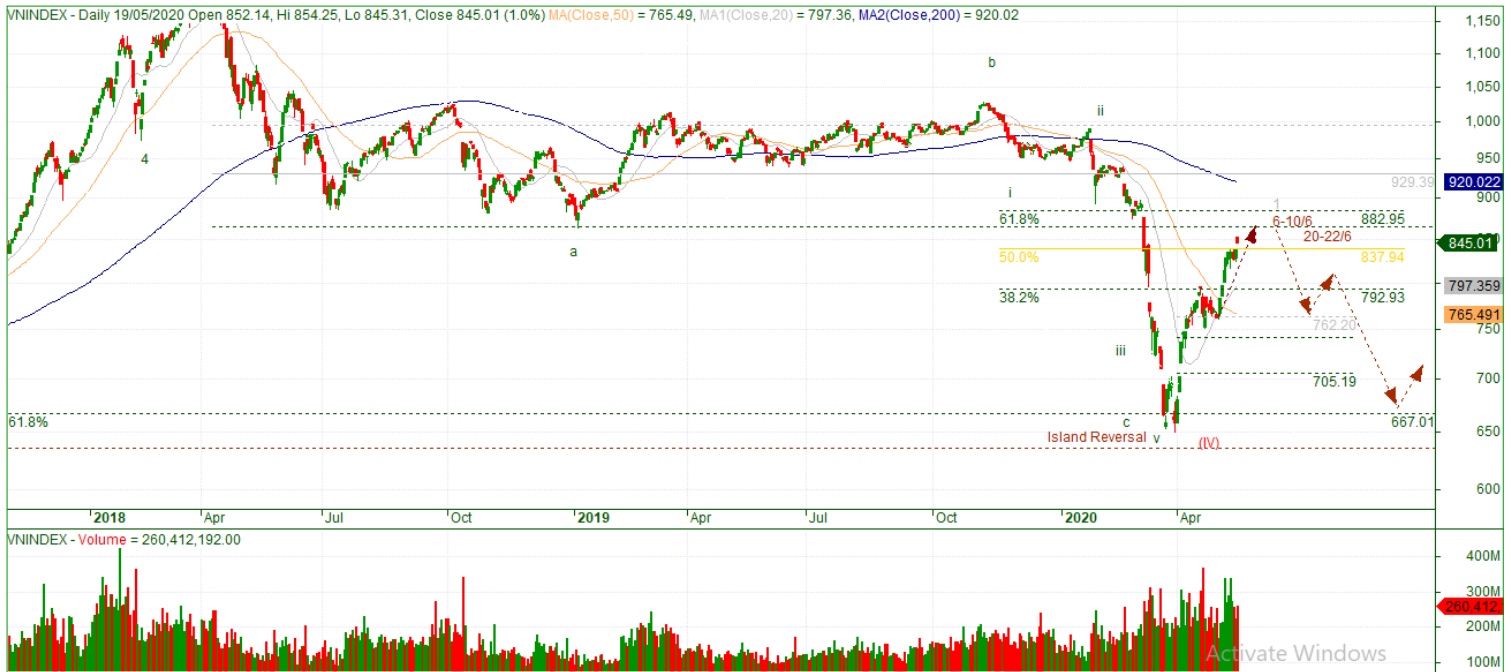 VNINDEX - Daily 19/05/2020 Open 852.14, Hi 854.25, Lo 845.31, Close 845.01 (1.0%) MA(Close,50) = 765.49, MA1(Close,20) = 797.36, MA2(Close,200) = 920.02
1,150
1,100
1,050
1,000
950
900
850
750
700
650
600
920.022
845.01
797.359
765.491
4
a
b
i
ii
iii
c
v
Island Reversal
(IV)
929.39
61.8%
882.95
1
6-10/6
20-22/6
50.0%
837.94
38.2%
792.93
762.20
705.19
61.8%
667.01
2018
Apr
Jul
Oct
2019
Apr
Jul
Oct
2020
Apr
VNINDEX - Volume = 260,412,192.00
400M
300M
260,412,
200M
100M
Activate Windows